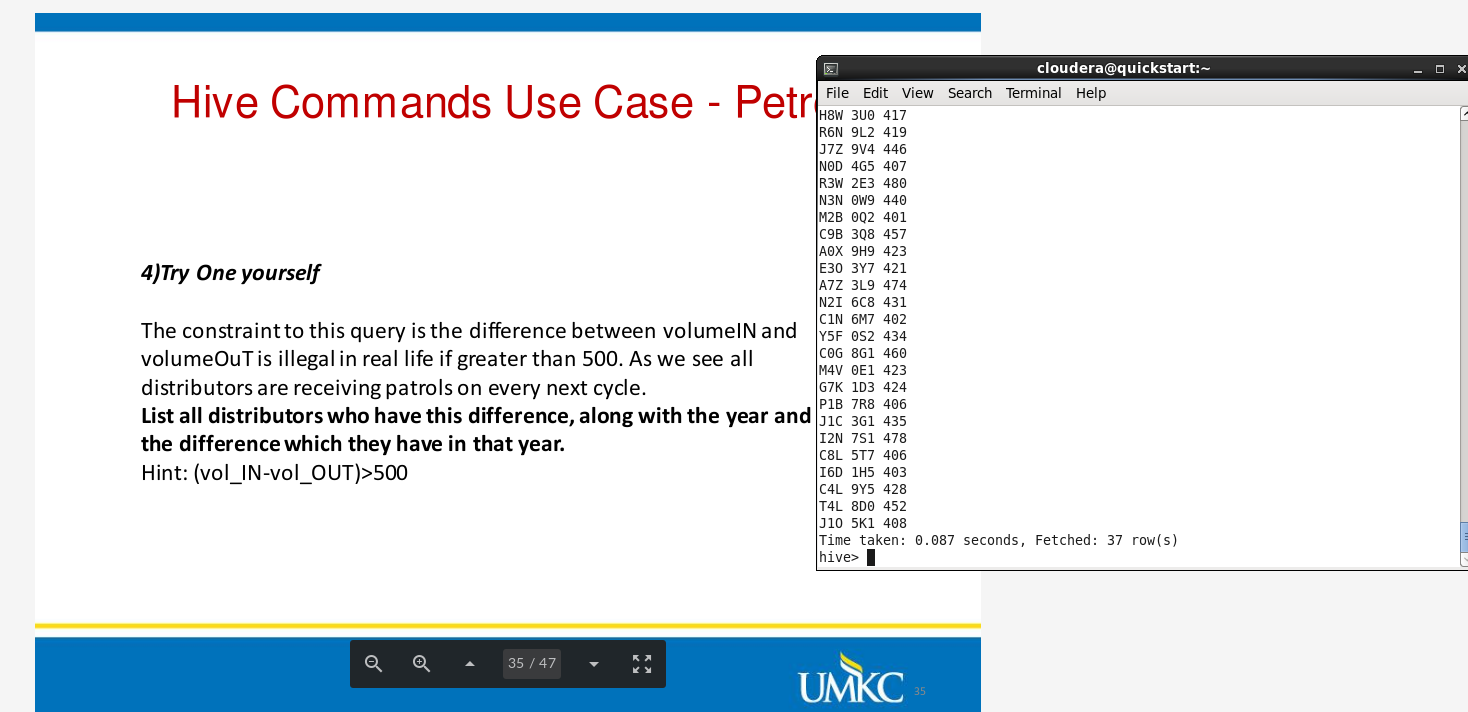 Hive Commands Use Case - Petr
4)Try One yourself
The constraint to this query is the difference between volumeIN and
volumeOuT is illegal in real life if greater than 500. As we see all
distributors are receiving patrols on every next cycle.
List all distributors who have this difference, along with the year and
the difference which they have in that year.
Hint: (vol_IN-vol_OUT)>500
35 / 47
UMKC
35
cloudera@quickstart:~
File Edit View Search Terminal Help
H8W 3U0 417
R6N 9L2 419
J7Z 9V4 446
N0D 4G5 407
R3W 2E3 480
N3N 0W9 440
M2B 0Q2 401
C9B 3Q8 457
A0X 9H9 423
E3O 3Y7 421
A7Z 3L9 474
N2I 6C8 431
C1N 6M7 402
Y5F 0S2 434
C0G 8G1 460
M4V 0E1 423
G7K 1D3 424
P1B 7R8 406
J1C 3G1 435
I2N 7S1 478
C8L 5T7 406
I6D 1H5 403
C4L 9Y5 428
T4L 8D0 452
J1O 5K1 408
Time taken: 0.087 seconds, Fetched: 37 row(s)
hive>